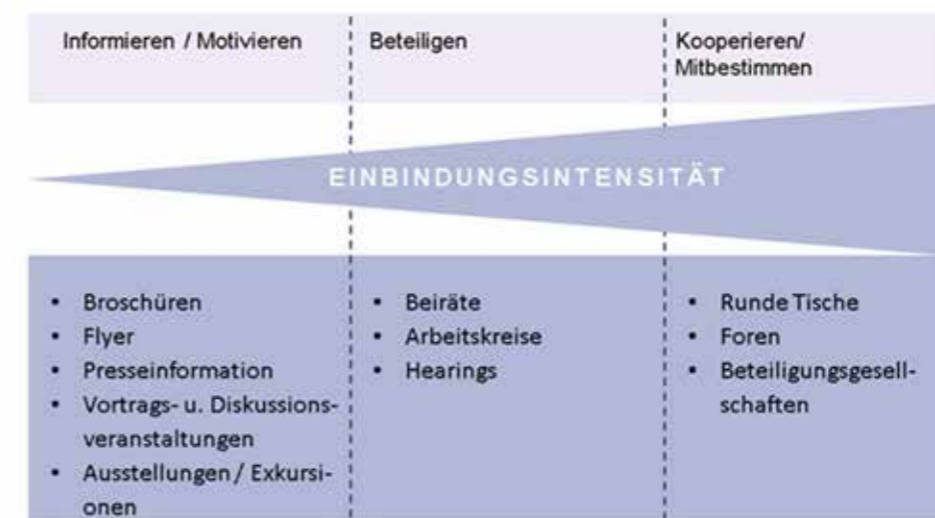 Informieren / Motivieren
Beteiligen
Kooperieren/
Mitbestimmen
EINBINDUNGSINTENSITÄT
• Broschüren
• Flyer
• Presseinformation
• Vortrags- u. Diskussions-
veranstaltungen
• Ausstellungen / Exkursi-
onen
• Beiräte
• Arbeitskreise
• Hearings
• Runde Tische
• Foren
• Beteiligungsgesell-
schaften